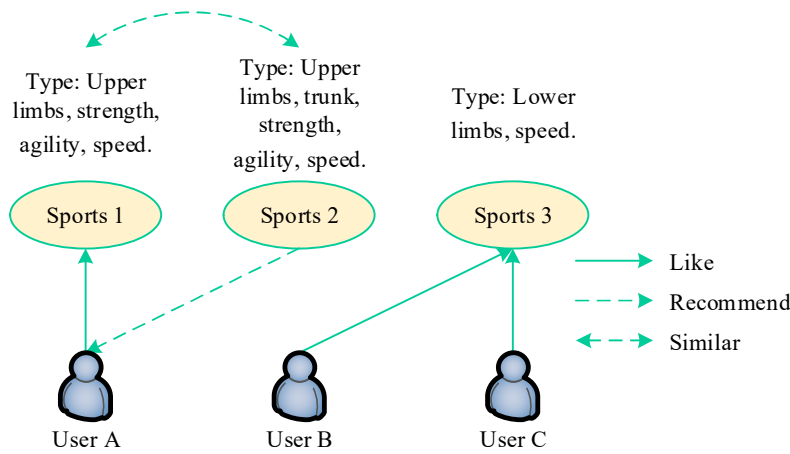 Type: Upper
limbs, strength,
agility, speed.
Type: Upper
limbs, trunk,
strength,
agility, speed.
Type: Lower
limbs, speed.
Sports 1
Sports 2
Sports 3
Like
Recommend
Similar
User A
User B
User C